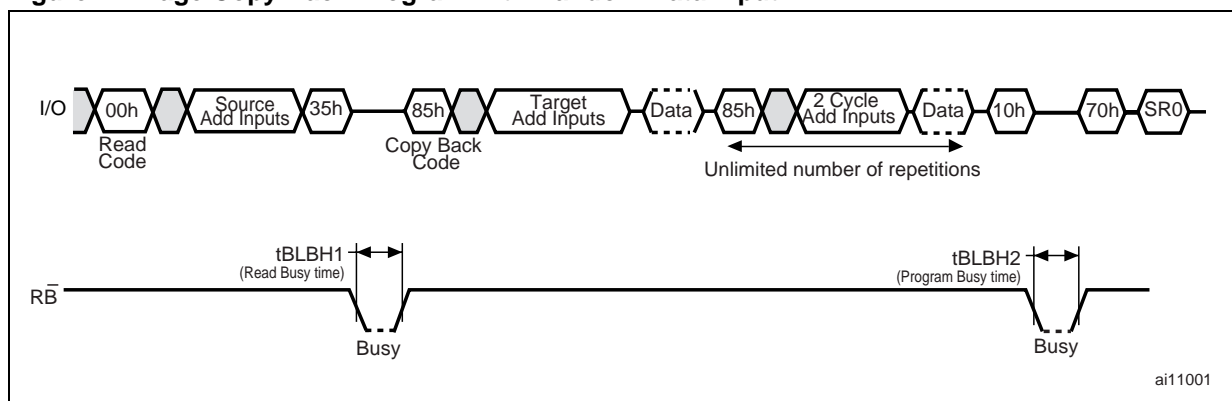 I/O
00h
Source
Add Inputs
35h
85h
Target
Add Inputs
Data
85h
2 Cycle
Add Inputs
Data
10h
70h
SR0
Read
Code
Copy Back
Code
Unlimited number of repetitions
tBLBH1
(Read Busy time)
tBLBH2
(Program Busy time)
RB̅
Busy
Busy
ai11001